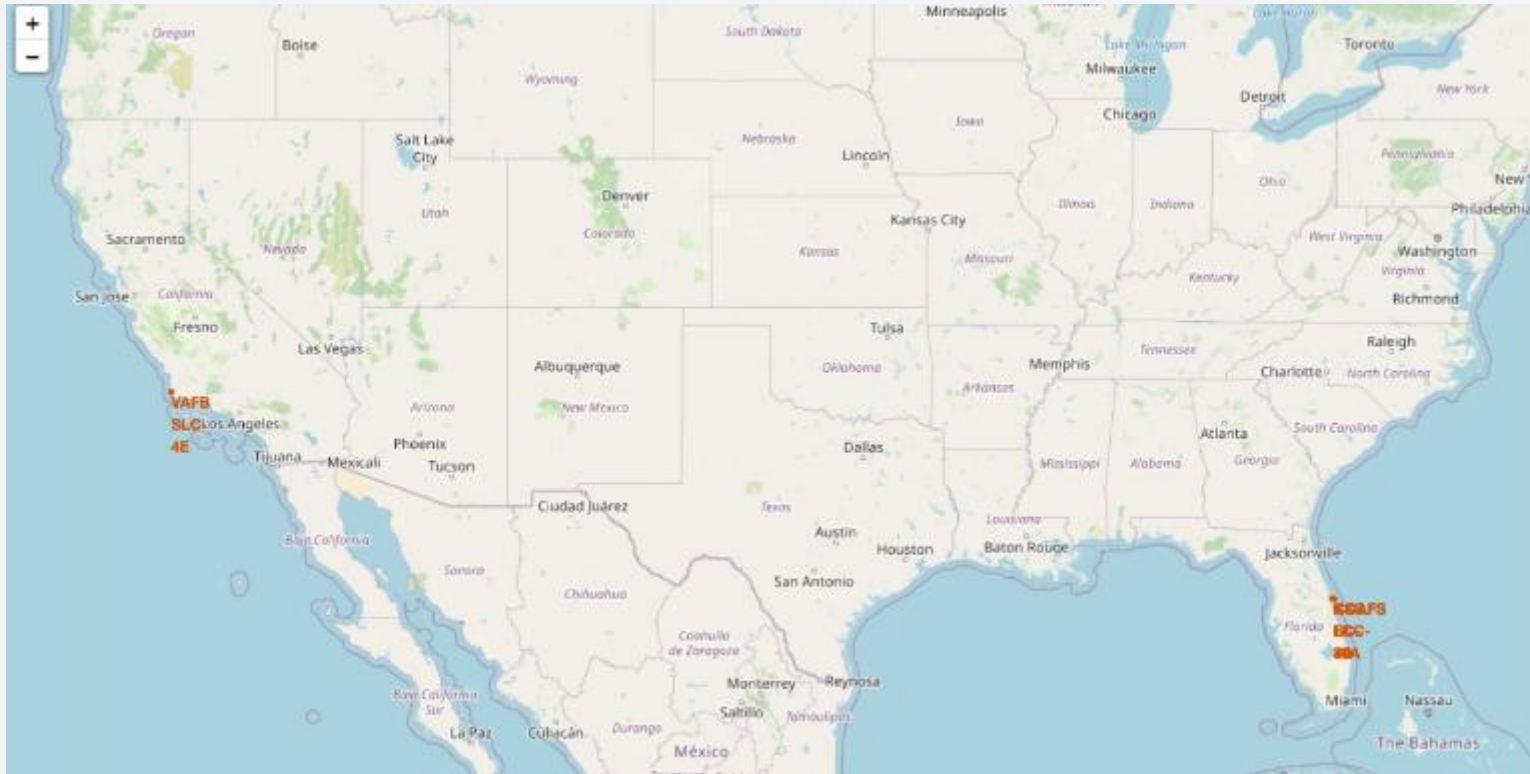 +
−
Minneapolis
Oregon
Boise
South Dakota
Lake Michigan
Toronto
Wyoming
Milwaukee
New York
Detroit
Chicago
Iowa
Nebraska
Salt Lake
City
Lincoln
Pennsylvania
Ohio
New
Denver
Utah
Illinois
Indiana
Philadelphia
Kansas City
Colorado
Sacramento
Nevada
Kansas
Missouri
West Virginia
Washington
Kentucky
Virginia
San Jose
California
Richmond
Fresno
Tulsa
Las Vegas
Raleigh
Tennessee
Albuquerque
Oklahoma
Memphis
Charlotte
North Carolina
Arkansas
VAFB
SLC
4E
Los Angeles
Arizona
New Mexico
South Carolina
Phoenix
Atlanta
Dallas
Tijuana
Mexicali
Tucson
Mississippi
Alabama
Georgia
Ciudad Juárez
Texas
Louisiana
Austin
Baja California
Houston
Baton Rouge
Jacksonville
Sonora
San Antonio
Chihuahua
Florida
Coahuila
de Zaragoza
Monterrey
Reynosa
Baja California
Sur
Miami
Nassau
Saltillo
Tamaulipas
La Paz
Culiacán
Durango
México
The Bahamas